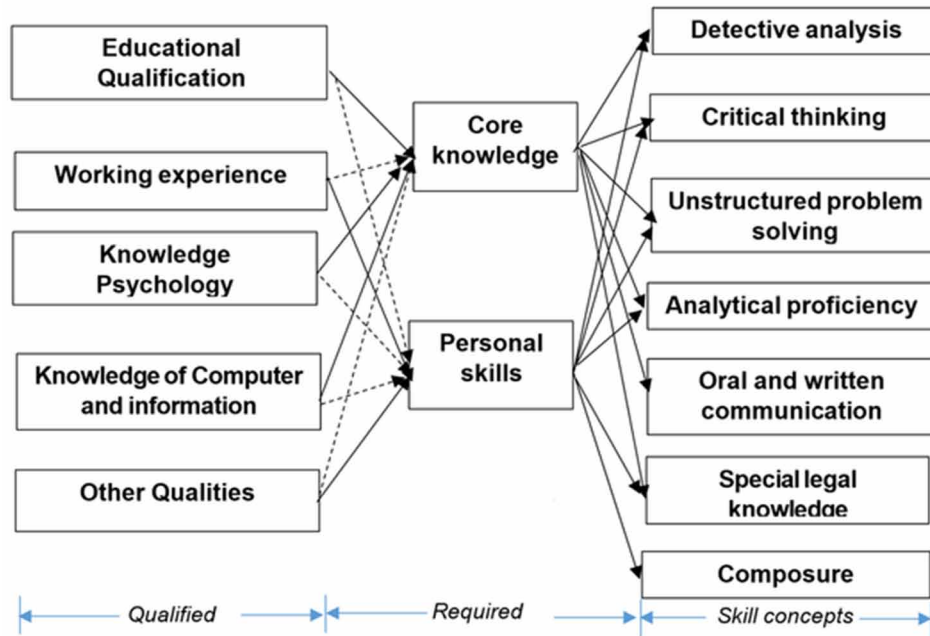 Educational
Qualification
Working experience
Knowledge
Psychology
Knowledge of Computer
and information
Other Qualities
Core
knowledge
Personal
skills
Detective analysis
Critical thinking
Unstructured problem
solving
Analytical proficiency
Oral and written
communication
Special legal
knowledge
Composure
Qualified
Required
Skill concepts